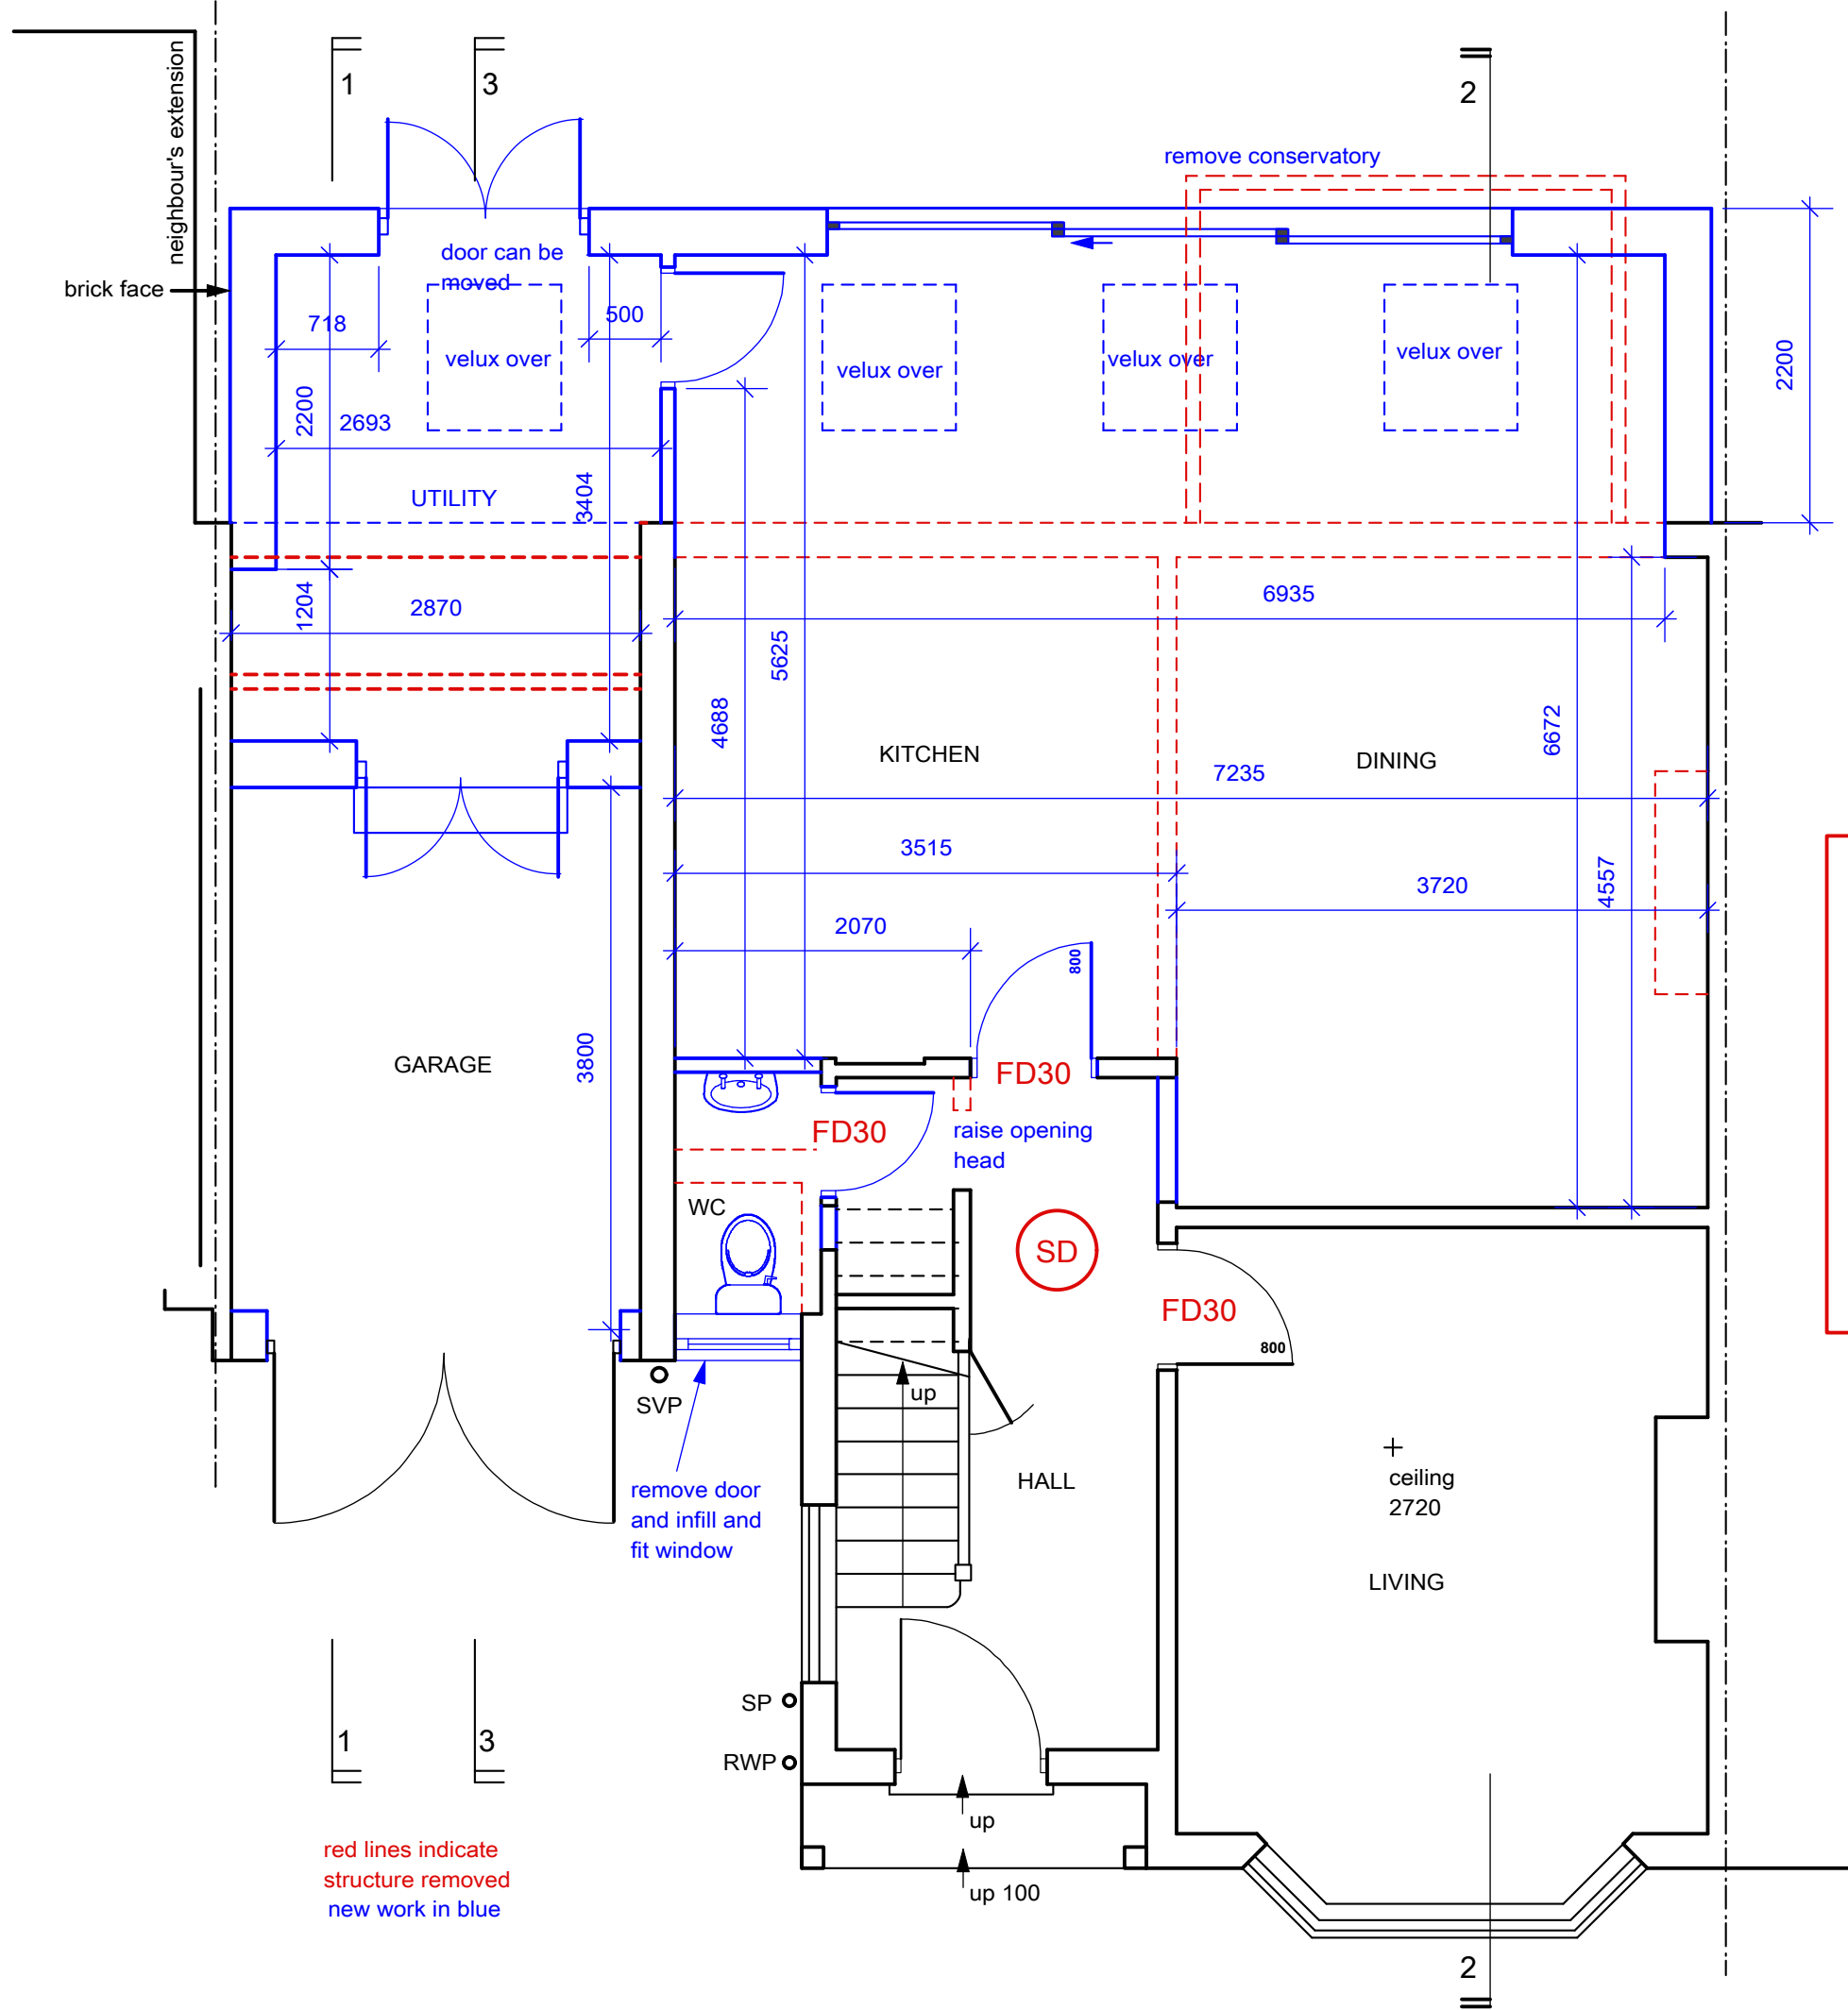 neighbour's extension
1
3
2
remove conservatory
brick face
door can be
moved
718
500
velux over
velux over
velux over
velux over
2200
2200
2693
3404
UTILITY
1204
2870
6935
5625
4688
6672
KITCHEN
DINING
7235
3515
4557
3720
2070
800
GARAGE
3800
FD30
FD30
raise opening
head
WC
SD
FD30
800
SVP
up
ceiling
2720
HALL
remove door
and infill and
fit window
LIVING
SP
RWP
1
3
up
up 100
red lines indicate
structure removed
new work in blue
2